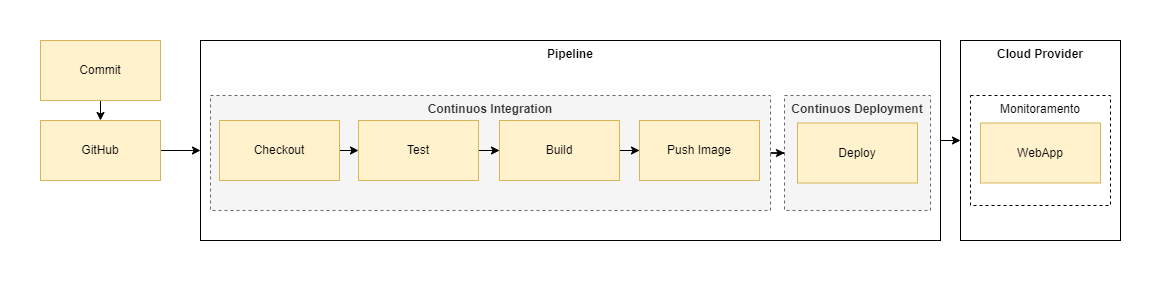 Commit
GitHub
Pipeline
Continuos Integration
Checkout
Test
Build
Push Image
Continuos Deployment
Deploy
Cloud Provider
Monitoramento
WebApp